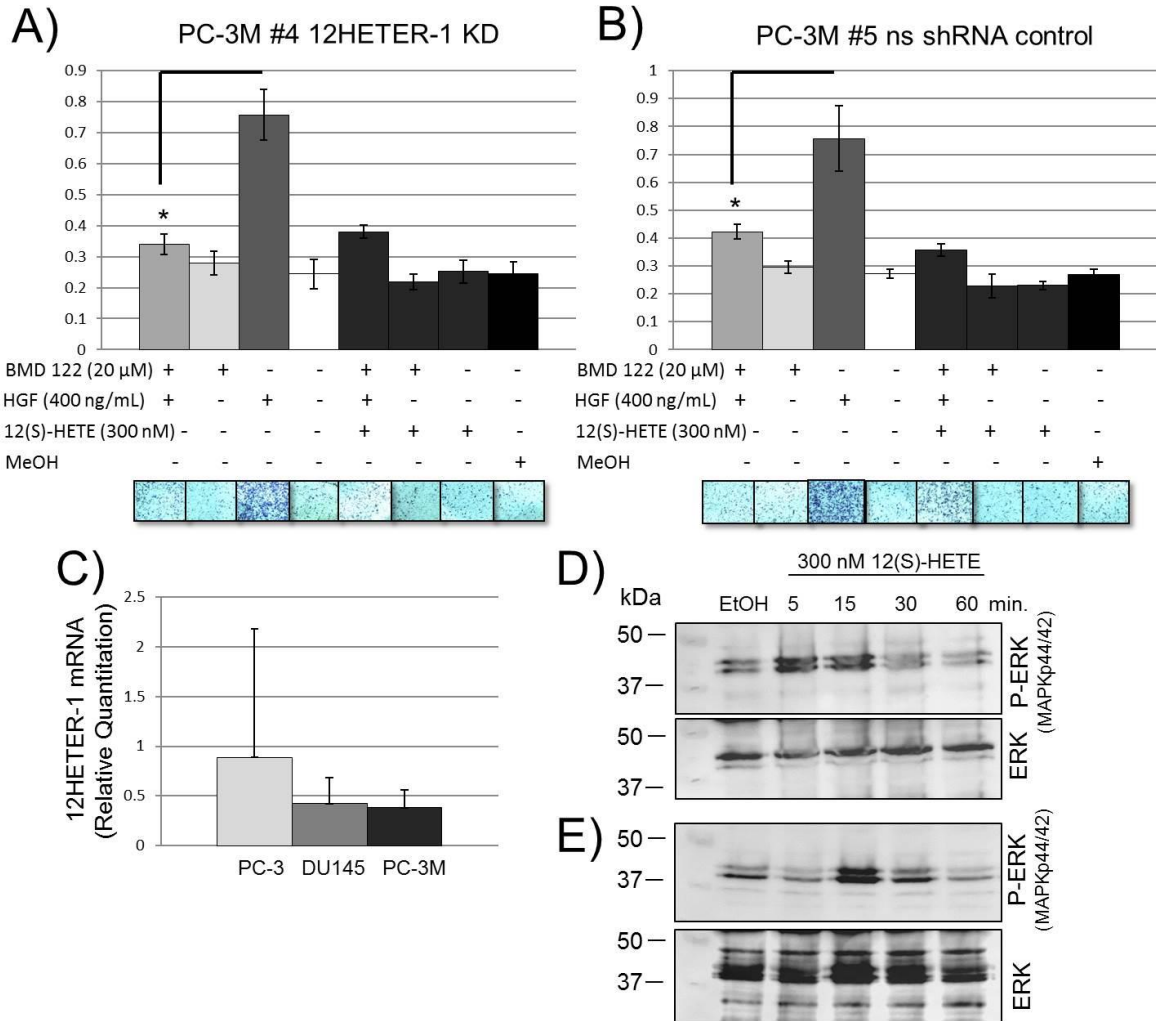 A)
PC-3M #4 12HETER-1 KD
0.9
0.8
0.7
0.6
0.5
0.4
0.3
0.2
0.1
0
*
BMD 122 (20 µM) + + - - + + - -
HGF (400 ng/mL) + - + - + - - -
12(S)-HETE (300 nM) - - - - + + + -
MeOH - - - - - - - +
B)
PC-3M #5 ns shRNA control
1
0.9
0.8
0.7
0.6
0.5
0.4
0.3
0.2
0.1
0
*
BMD 122 (20 µM) + + - - + + - -
HGF (400 ng/mL) + - + - + - - -
12(S)-HETE (300 nM) - - - - + + + -
MeOH - - - - - - - +
C)
12HETER-1 mRNA
(Relative Quantitation)
2.5
2
1.5
1
0.5
0
PC-3 DU145 PC-3M
D)
300 nM 12(S)-HETE
kDa EtOH 5 15 30 60 min.
50
37
P-ERK
(MAPKp44/42)
50
37
ERK
E)
50
37
P-ERK
(MAPKp44/42)
50
37
ERK